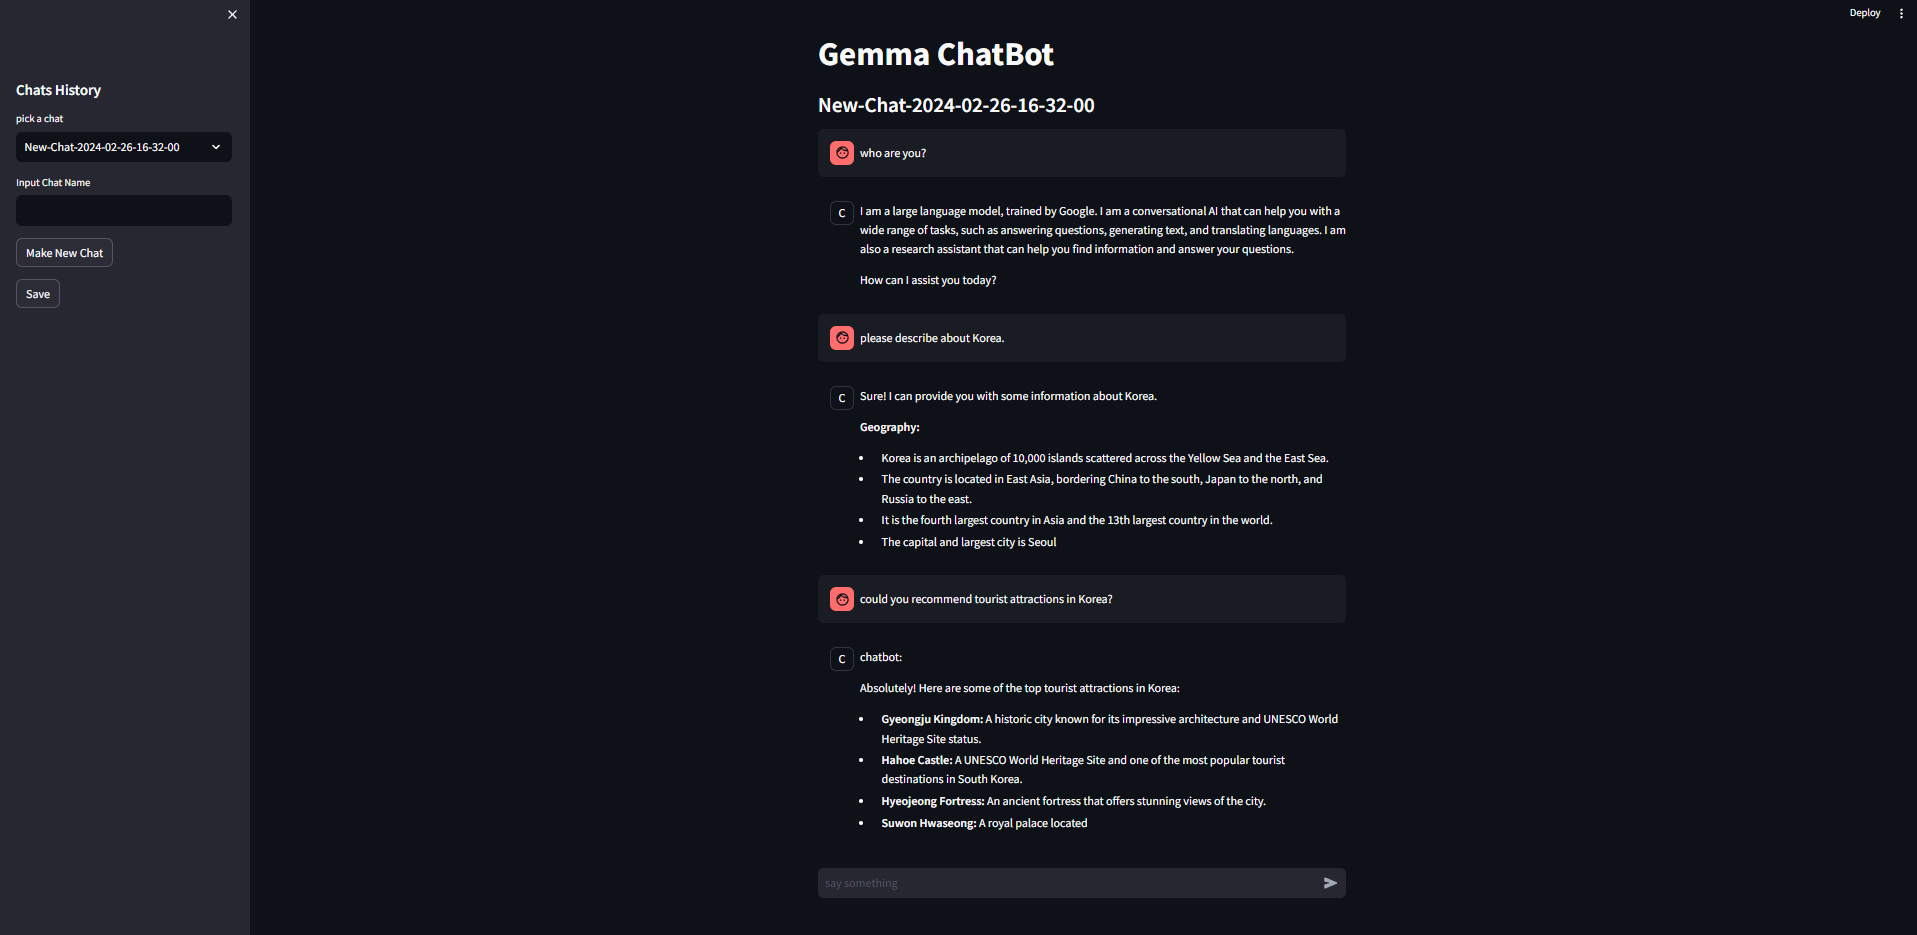 Deploy
Chats History
pick a chat
New-Chat-2024-02-26-16-32-00
Input Chat Name
Make New Chat
Save
Gemma ChatBot
New-Chat-2024-02-26-16-32-00
who are you?
C
I am a large language model, trained by Google. I am a conversational AI that can help you with a
wide range of tasks, such as answering questions, generating text, and translating languages. I am
also a research assistant that can help you find information and answer your questions.
How can I assist you today?
please describe about Korea.
C
Sure! I can provide you with some information about Korea.
Geography:
• Korea is an archipelago of 10,000 islands scattered across the Yellow Sea and the East Sea.
• The country is located in East Asia, bordering China to the south, Japan to the north, and
Russia to the east.
• It is the fourth largest country in Asia and the 13th largest country in the world.
• The capital and largest city is Seoul
could you recommend tourist attractions in Korea?
C
chatbot:
Absolutely! Here are some of the top tourist attractions in Korea:
• Gyeongju Kingdom: A historic city known for its impressive architecture and UNESCO World
Heritage Site status.
• Hahoe Castle: A UNESCO World Heritage Site and one of the most popular tourist
destinations in South Korea.
• Hyeojeong Fortress: An ancient fortress that offers stunning views of the city.
• Suwon Hwaseong: A royal palace located
say something